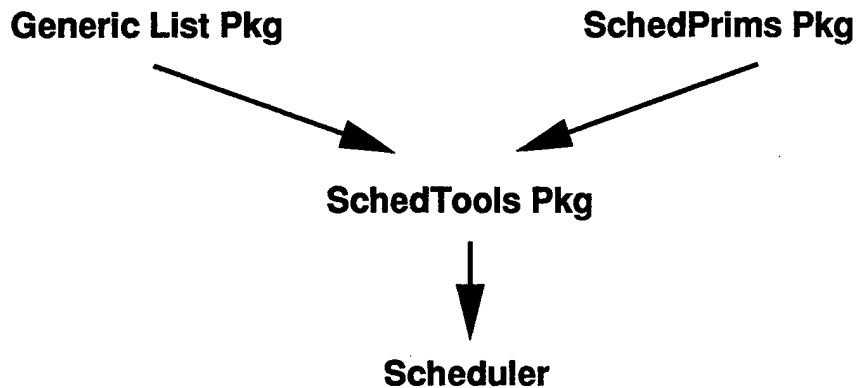 Generic List Pkg
SchedPrims Pkg
SchedTools Pkg
Scheduler